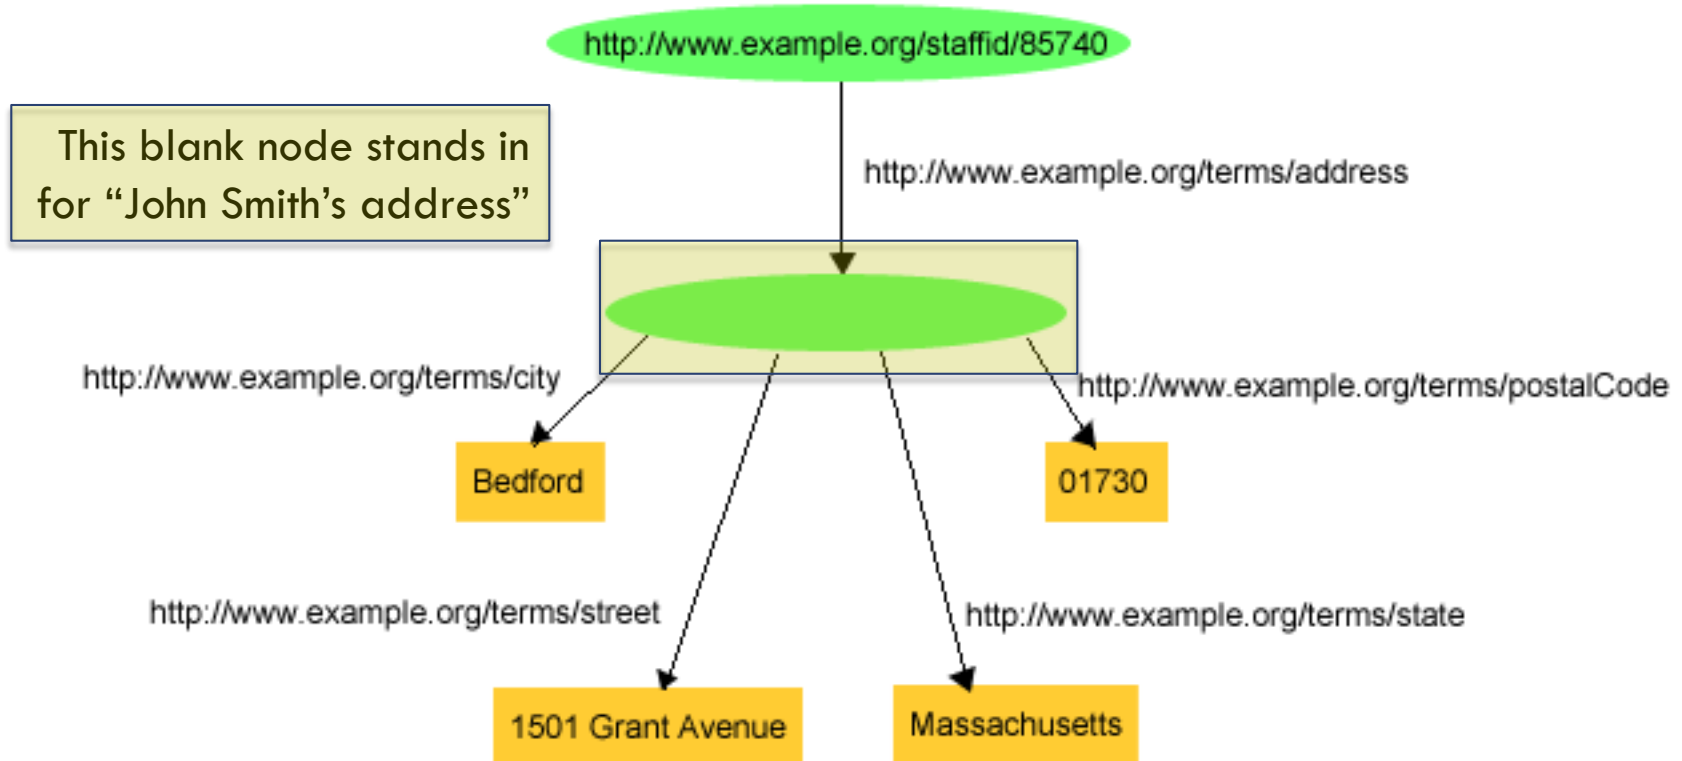 http://www.example.org/staffid/85740
This blank node stands in
for “John Smith’s address”
http://www.example.org/terms/address
http://www.example.org/terms/city
http://www.example.org/terms/postalCode
Bedford
01730
http://www.example.org/terms/street
http://www.example.org/terms/state
1501 Grant Avenue
Massachusetts